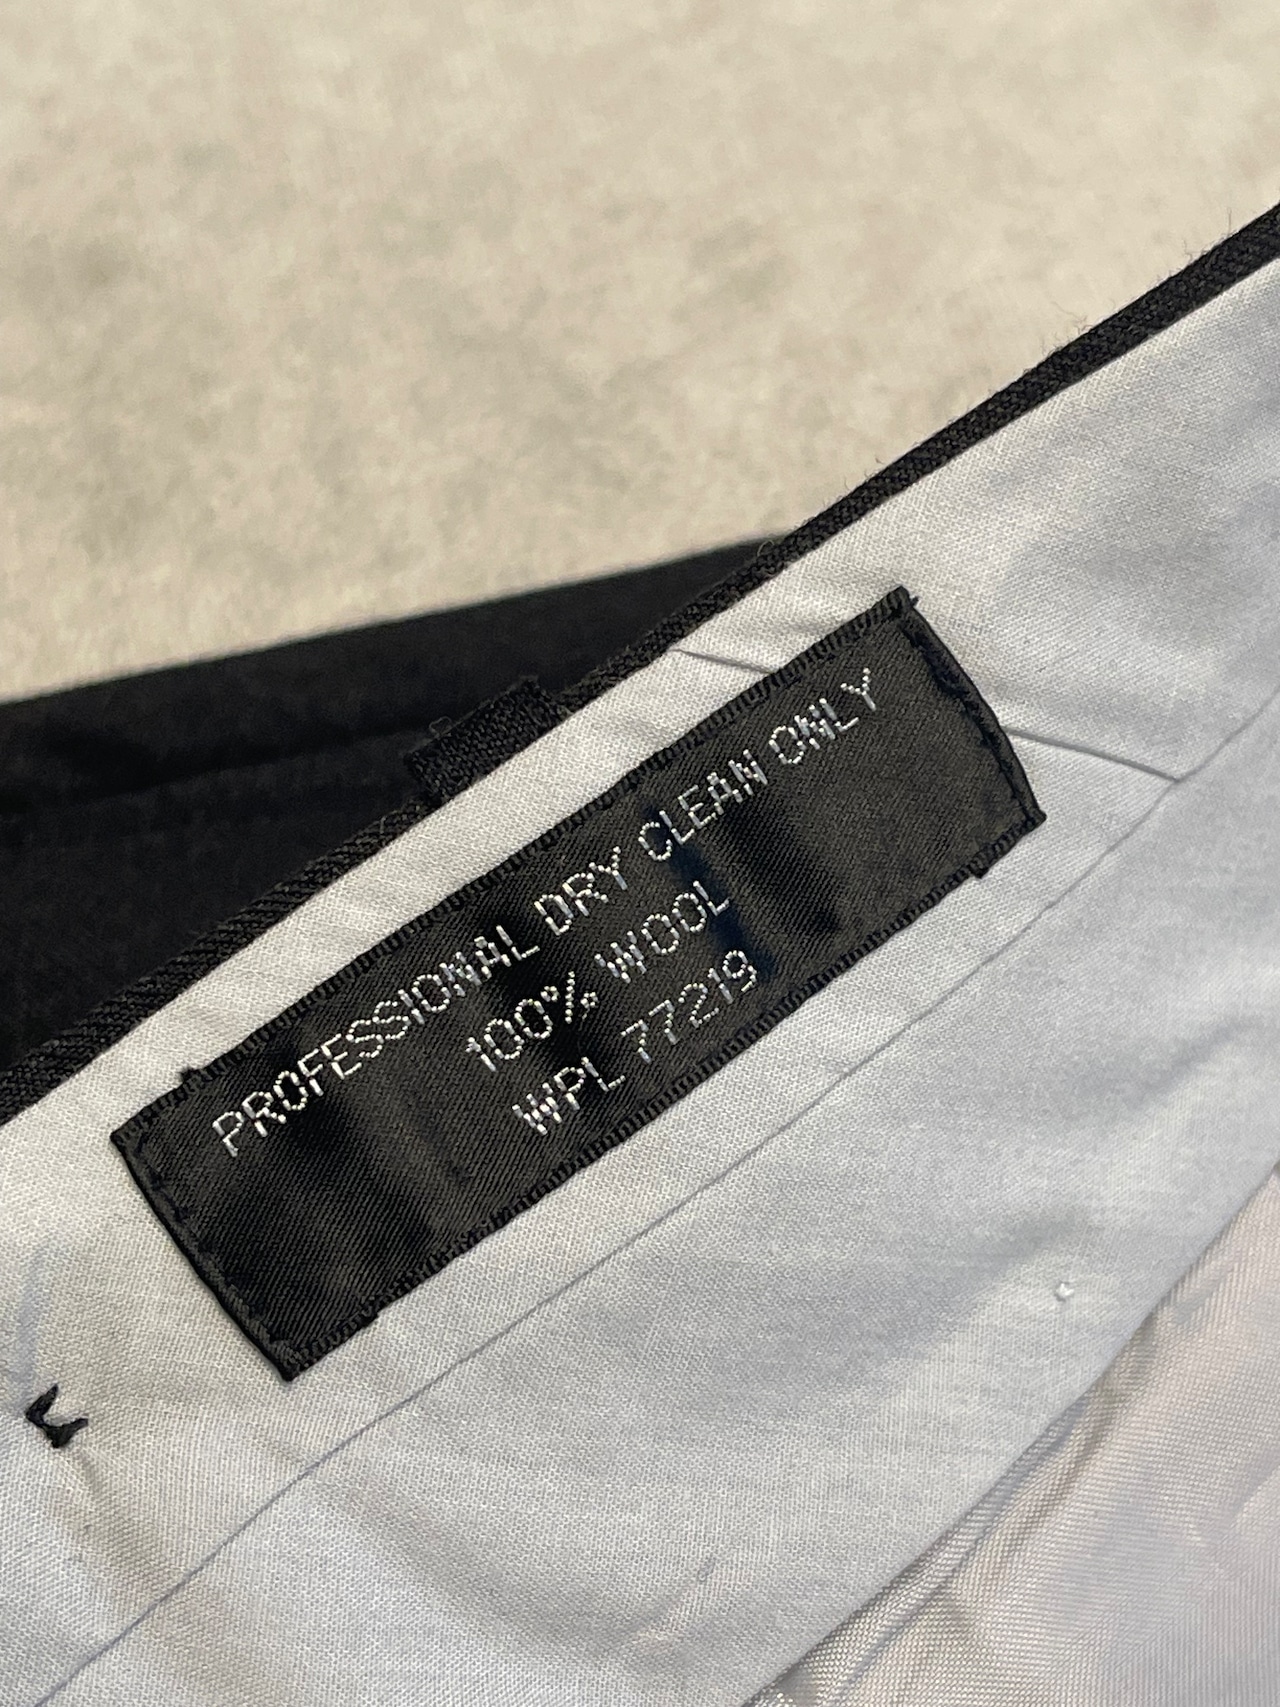 PROFESSIONAL DRY CLEAN ONLY
100% WOOL
WPL 77219